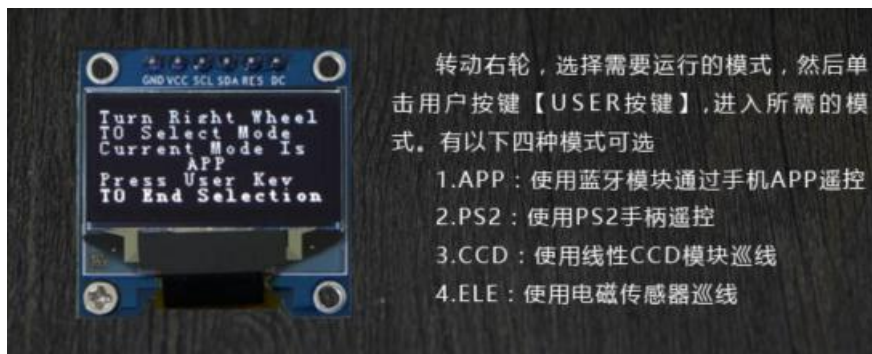 GND VCC SCL SDA RES DC
Turn Right Wheel
TO Select Mode
Current Mode Is
APP
Press User Key
TO End Selection
转动右轮，选择需要运行的模式，然后单
击用户按键【USER按键】,进入所需的模
式。有以下四种模式可选
1.APP：使用蓝牙模块通过手机APP遥控
2.PS2：使用PS2手柄遥控
3.CCD：使用线性CCD模块巡线
4.ELE：使用电磁传感器巡线